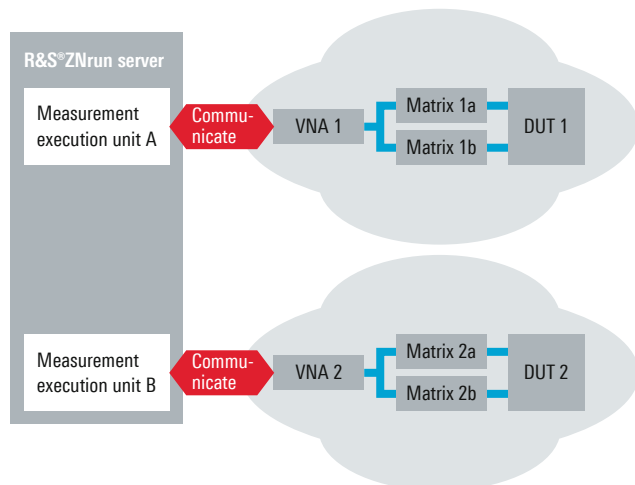 R&S®ZNrun server
Measurement
execution unit A
Commu-
nicate
VNA 1
Matrix 1a
Matrix 1b
DUT 1
Measurement
execution unit B
Commu-
nicate
VNA 2
Matrix 2a
Matrix 2b
DUT 2